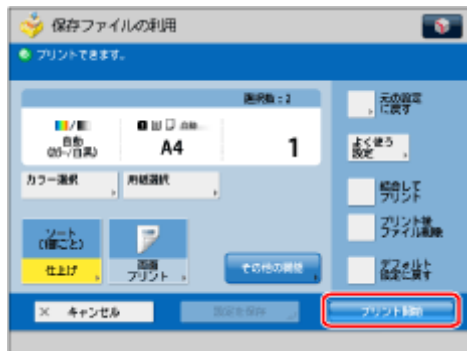 保存ファイルの利用
プリントできます。
選択数：2
元の設定
に戻す
自動
(カラー/白黒)
A4
1
よく使う
設定
カラー選択
用紙選択
結合して
プリント
プリント後
ファイル削除
ソート
(1部ごと)
仕上げ
両面
プリント
その他の機能
デフォルト
設定に戻す
× キャンセル
設定を保存
プリント開始